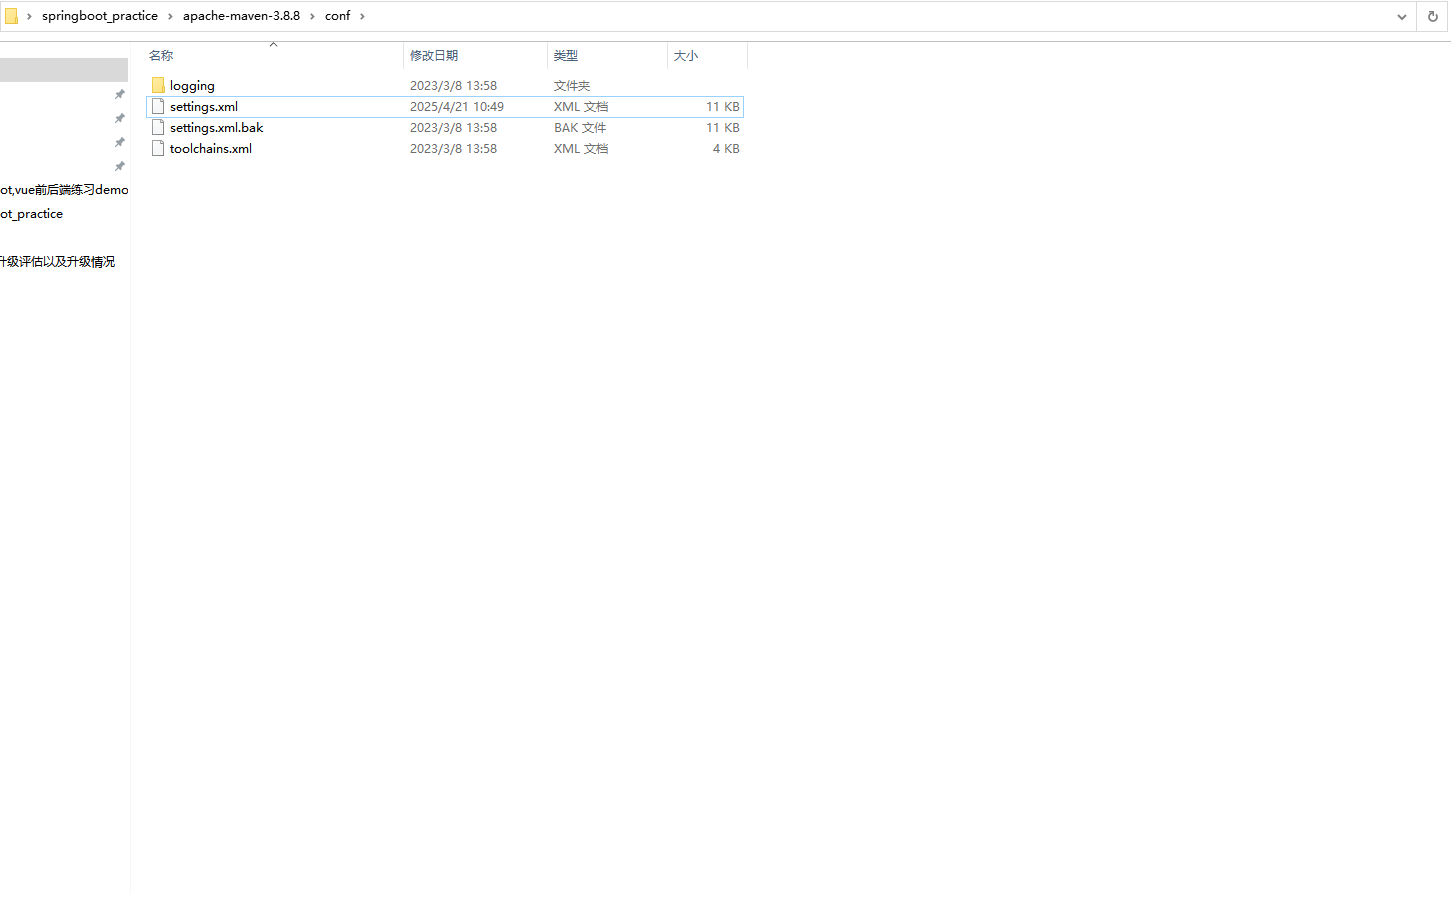 springboot_practice › apache-maven-3.8.8 › conf ›
名称 修改日期 类型 大小
logging 2023/3/8 13:58 文件夹
settings.xml 2025/4/21 10:49 XML 文档 11 KB
settings.xml.bak 2023/3/8 13:58 BAK 文件 11 KB
toolchains.xml 2023/3/8 13:58 XML 文档 4 KB
ot,vue前后端练习demo
ot_practice
升级评估以及升级情况